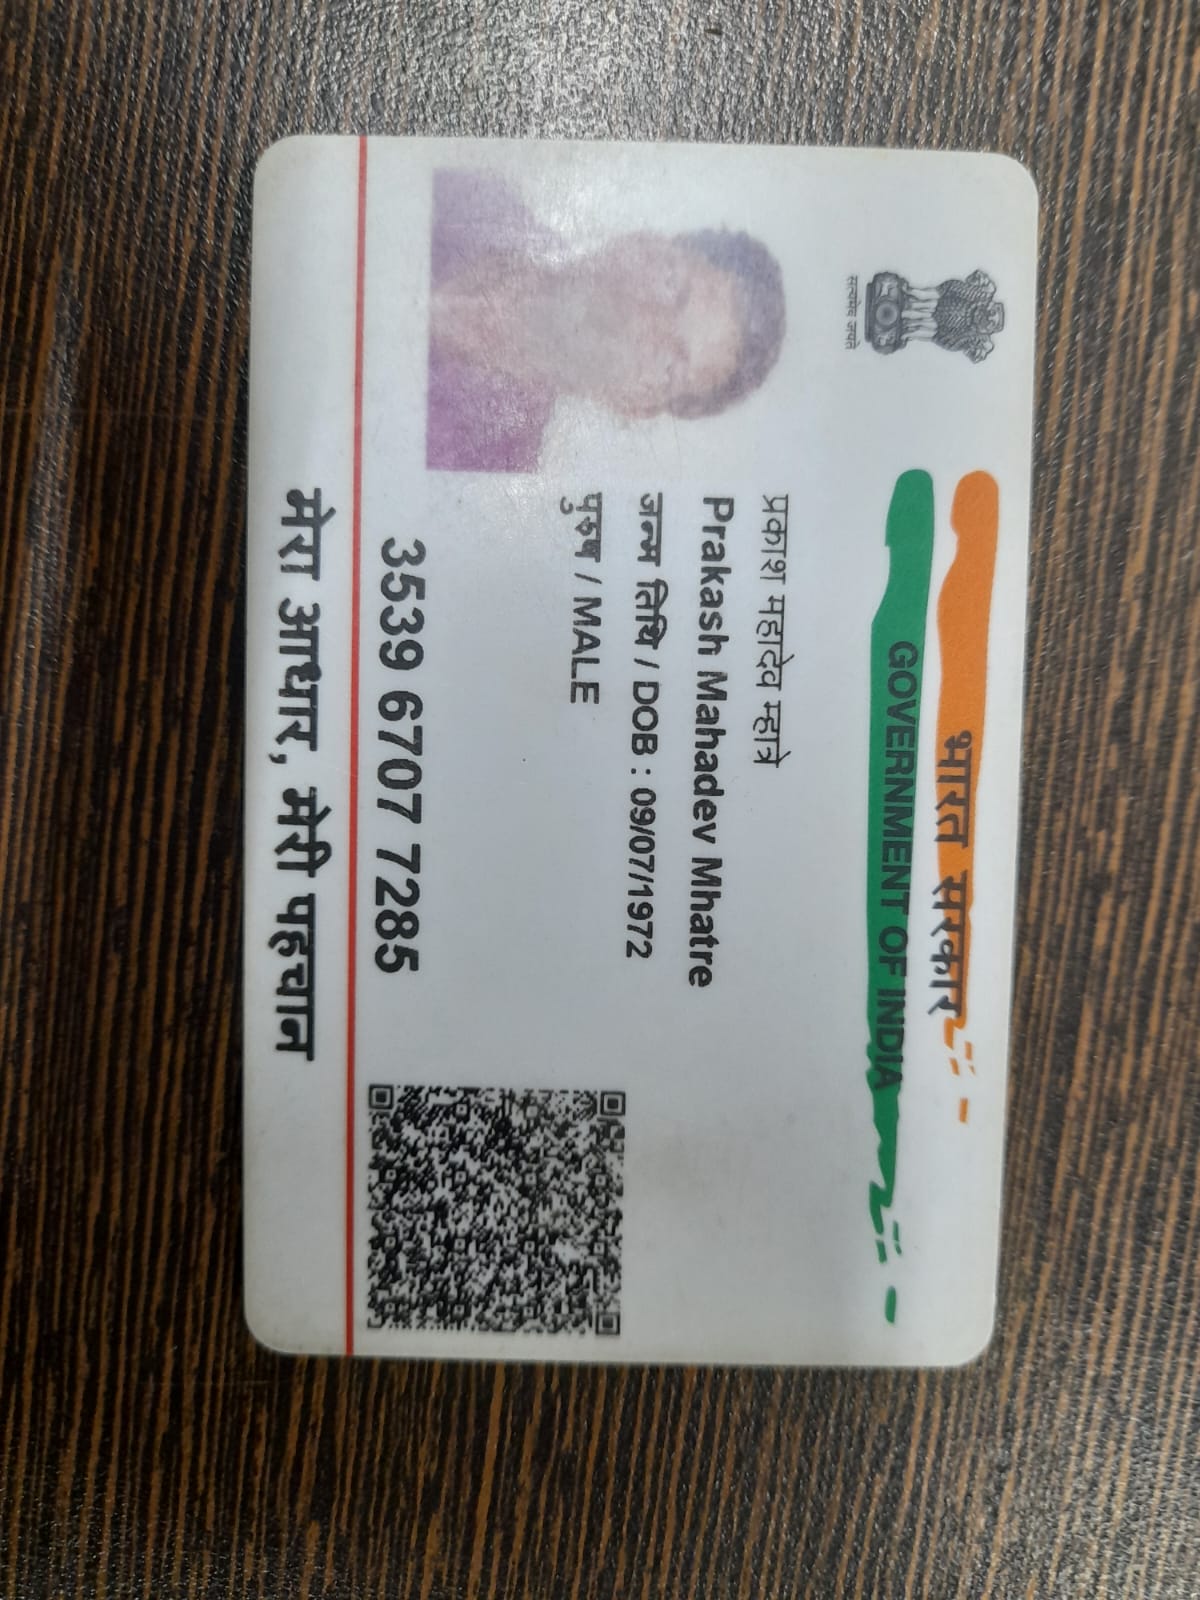 सत्यमेव जयते
भारत सरकार
GOVERNMENT OF INDIA
प्रकाश महादेव म्हात्रे
Prakash Mahadev Mhatre
जन्म तिथि / DOB : 09/07/1972
पुरुष / MALE
3539 6707 7285
मेरा आधार, मेरी पहचान